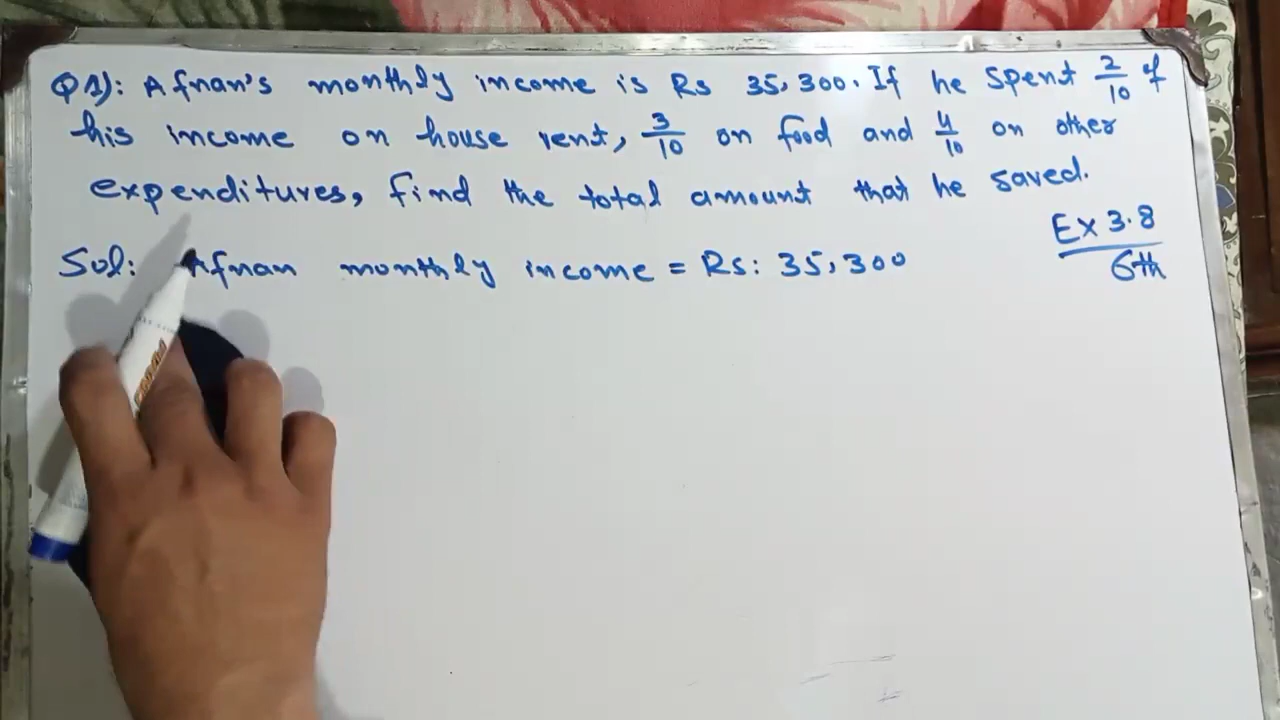 Q1): Afnan's monthly income is Rs 35,300. If he spent 2/10 of
his income on house rent, 3/10 on food and 4/10 on other
expenditures, find the total amount that he saved.
Ex 3.8
6th
Sol: Afnan monthly income = Rs: 35,300